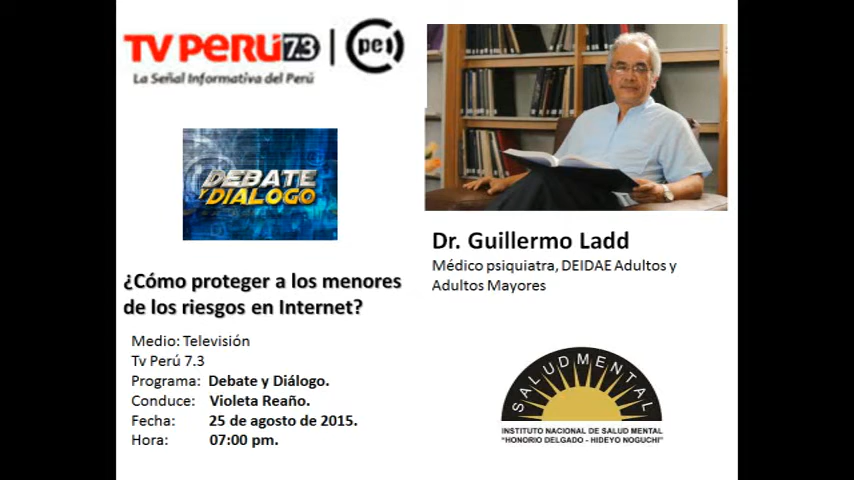 TV PERÚ 7.3 | pe
La Señal Informativa del Perú
DEBATE
Y DIÁLOGO
¿Cómo proteger a los menores
de los riesgos en Internet?
Medio: Televisión
Tv Perú 7.3
Programa: Debate y Diálogo.
Conduce: Violeta Reaño.
Fecha: 25 de agosto de 2015.
Hora: 07:00 pm.
Dr. Guillermo Ladd
Médico psiquiatra, DEIDAE Adultos y
Adultos Mayores
SALUD MENTAL
INSTITUTO NACIONAL DE SALUD MENTAL
"HONORIO DELGADO - HIDEYO NOGUCHI"